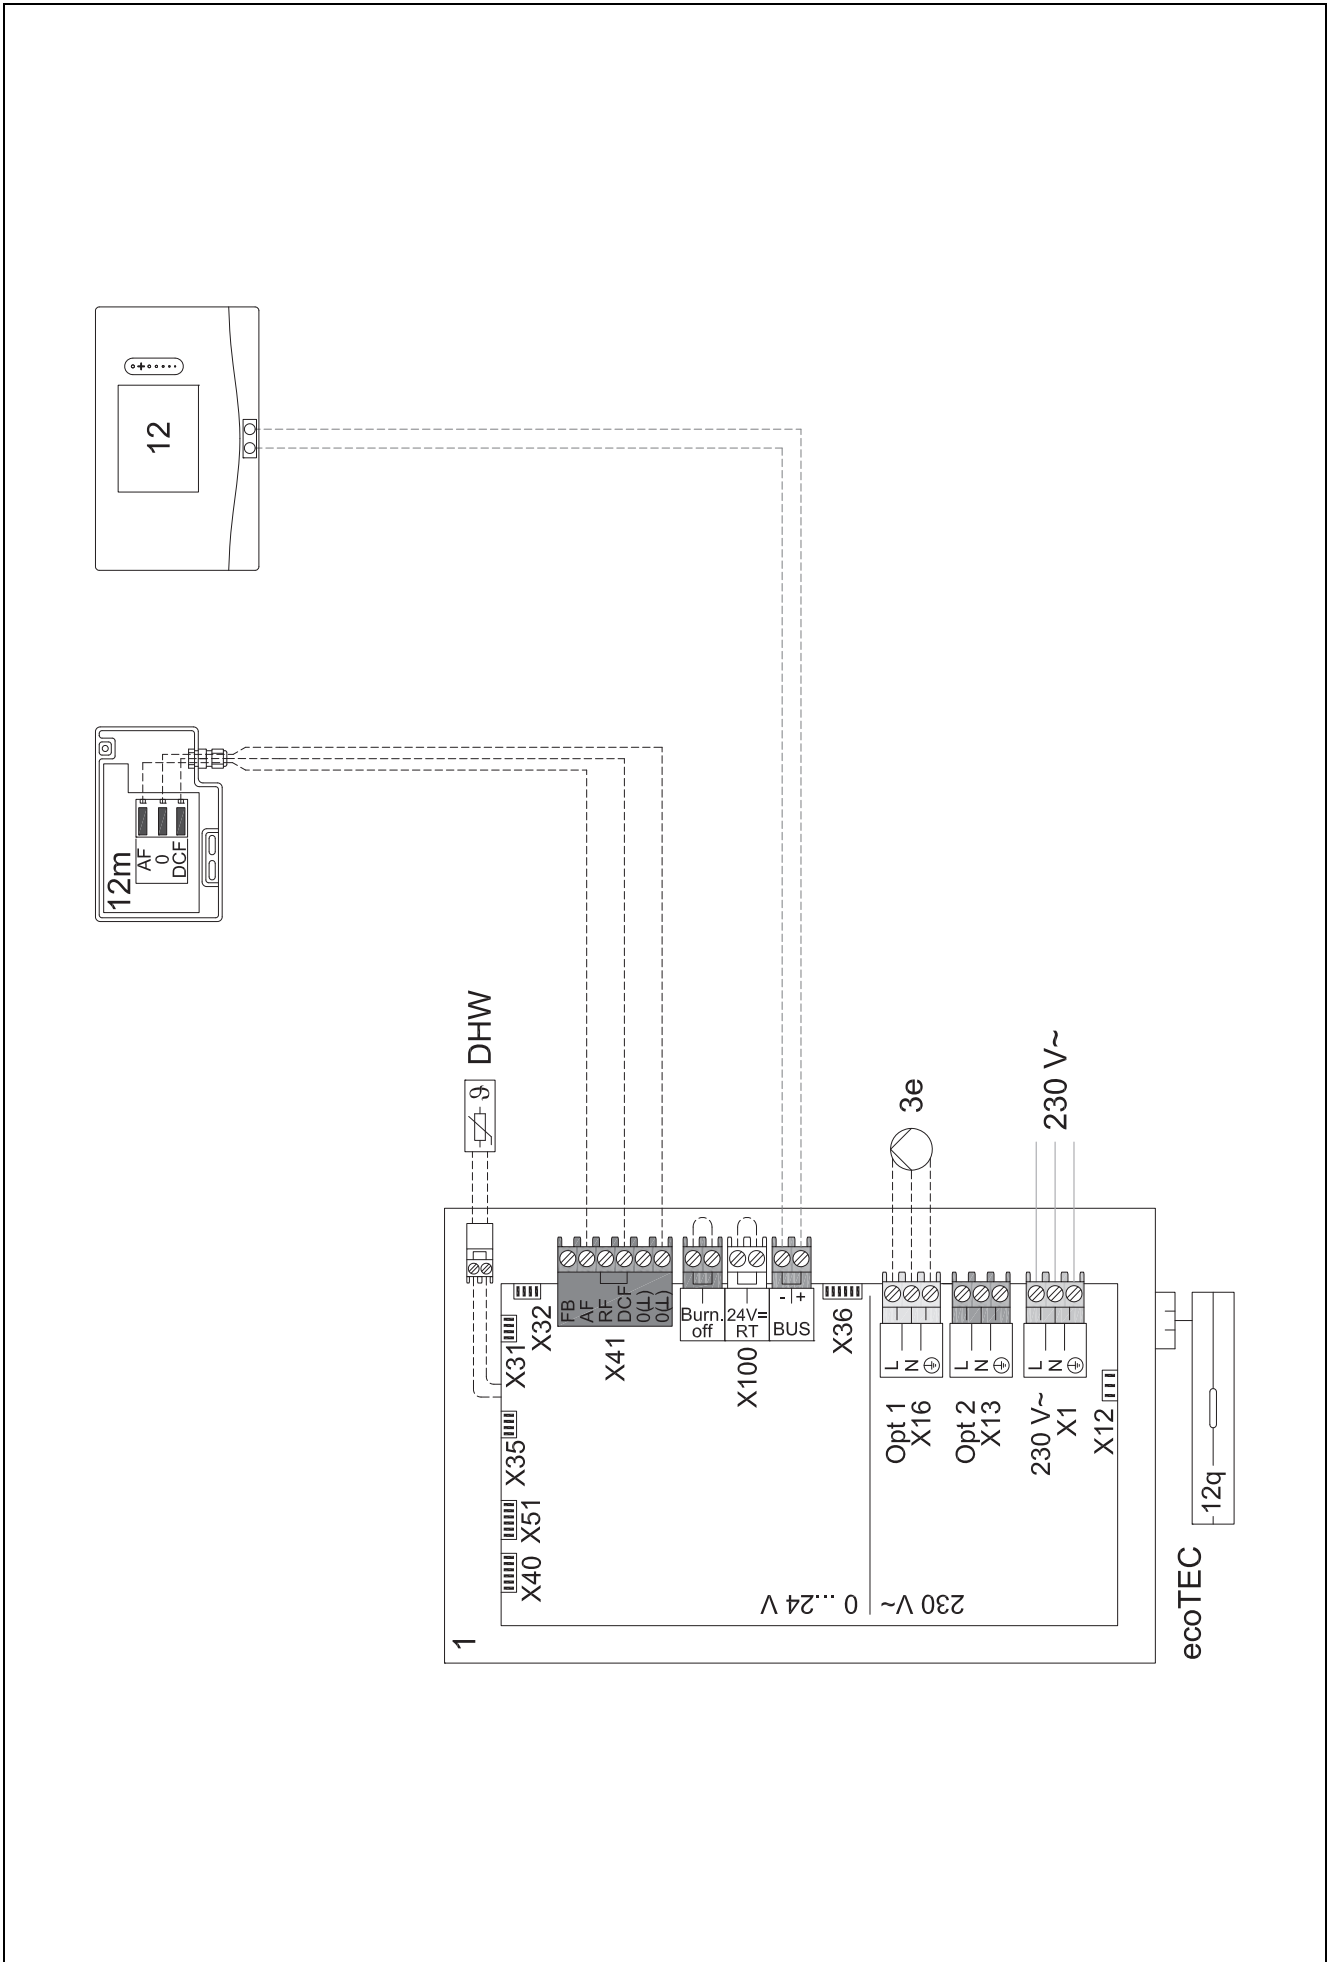 12
12m
AF
0
DCF
DHW
ϑ
3e
230 V~
1
X40
X51
X35
X31
X32
FB
AF
RF
DCF
0(⊥)
0(⊥)
X41
Burn.
off
24V=
RT
X100
- +
BUS
X36
0 ...24 V
230 V~
L
N
Opt 1
X16
L
N
Opt 2
X13
L
N
230 V~
X1
X12
ecoTEC
12q